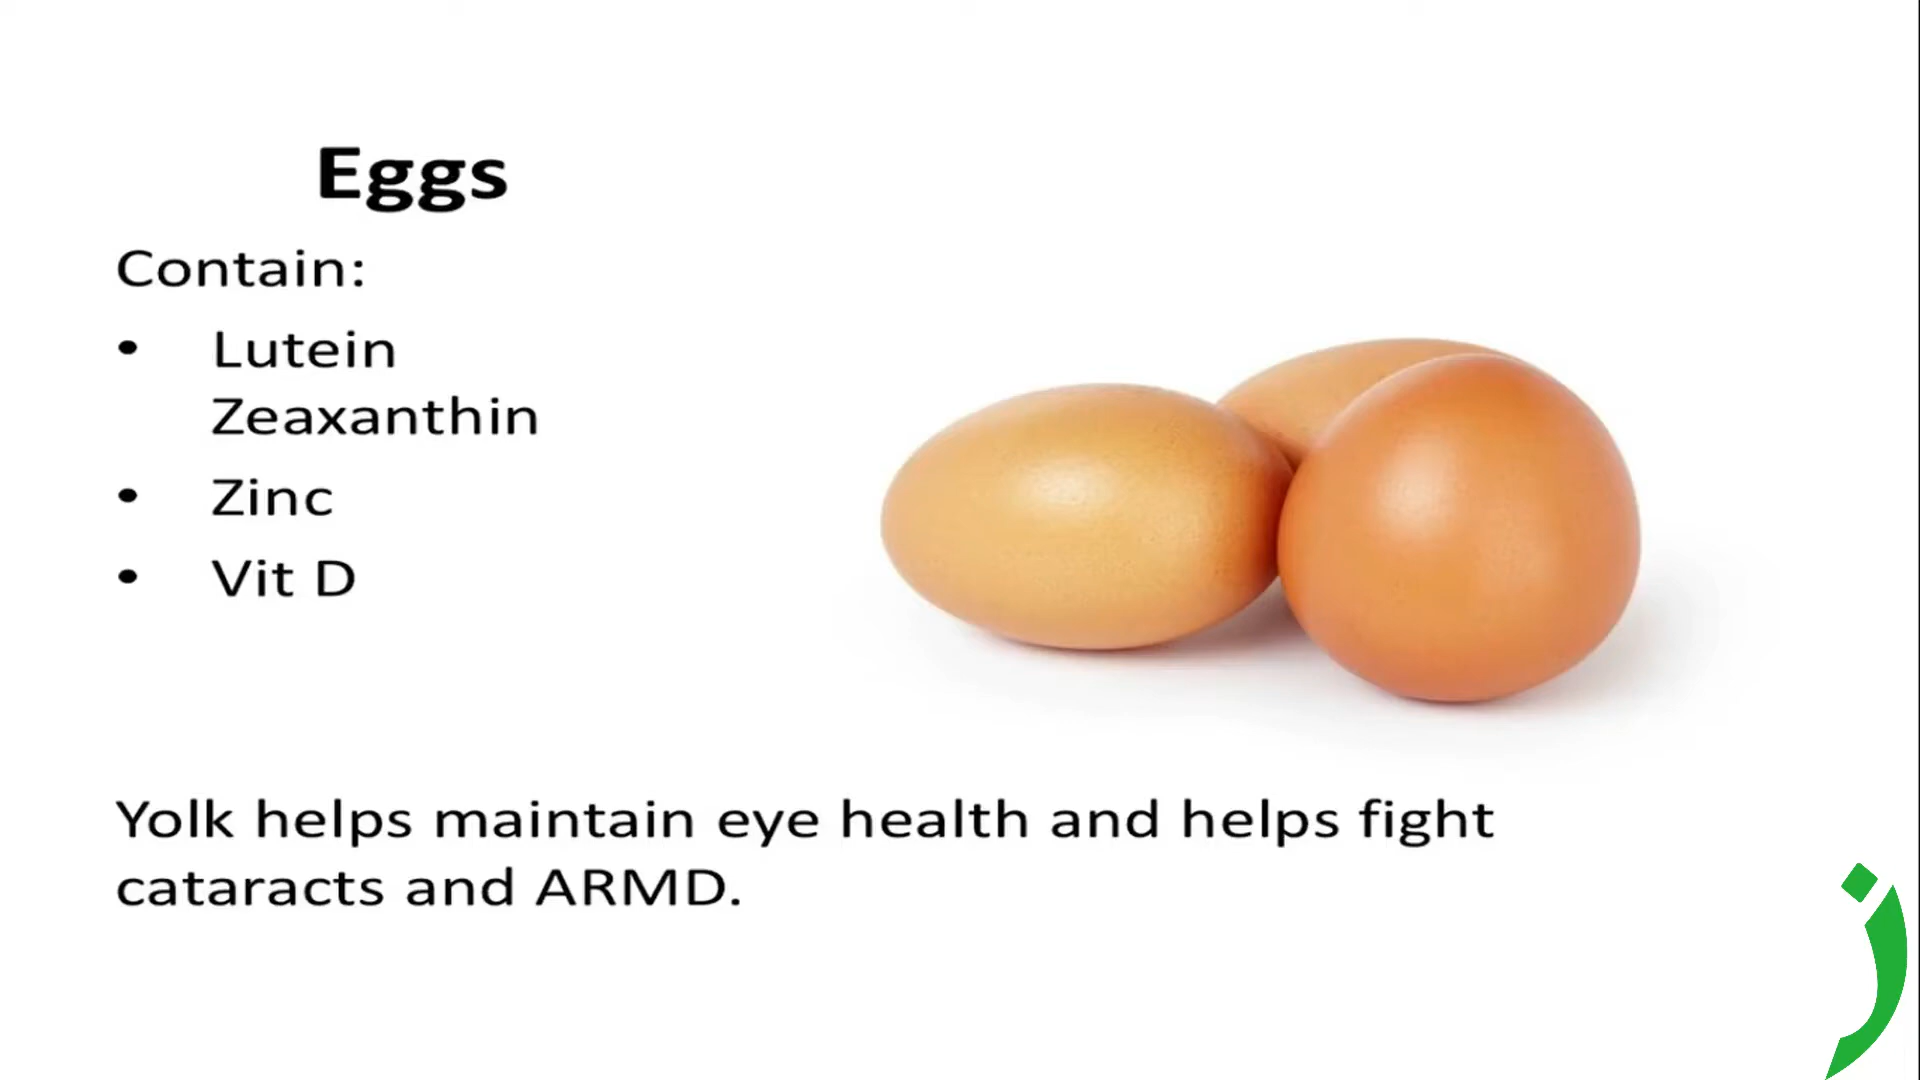 Eggs
Contain:
• Lutein
Zeaxanthin
• Zinc
• Vit D
Yolk helps maintain eye health and helps fight
cataracts and ARMD.
ز